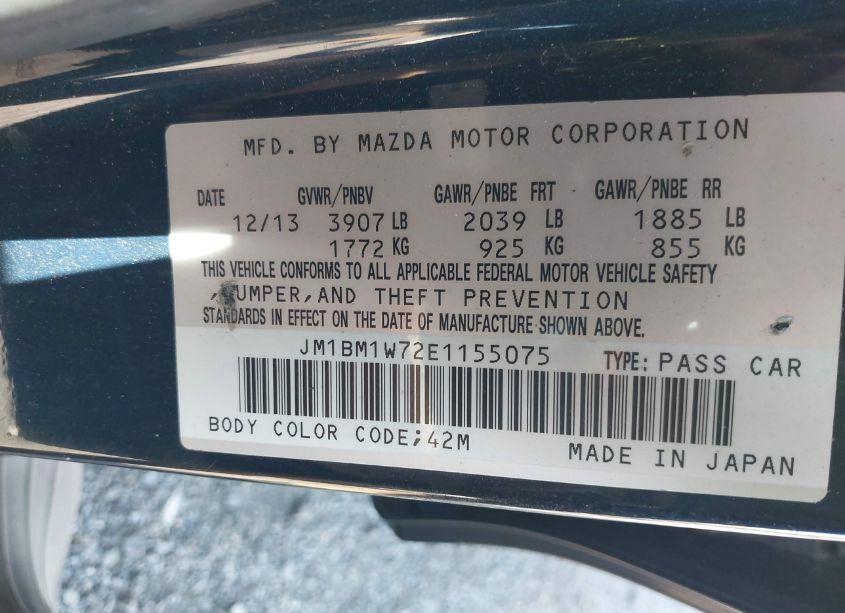 MFD. BY MAZDA MOTOR CORPORATION
DATE GVWR/PNBV GAWR/PNBE FRT GAWR/PNBE RR
12/13 3907 LB 2039 LB 1885 LB
1772 KG 925 KG 855 KG
THIS VEHICLE CONFORMS TO ALL APPLICABLE FEDERAL MOTOR VEHICLE SAFETY
, UMPER,AND THEFT PREVENTION
STANDARDS IN EFFECT ON THE DATE OF MANUFACTURE SHOWN ABOVE.
JM1BM1W72E1155075 TYPE: PASS CAR
BODY COLOR CODE;42M MADE IN JAPAN